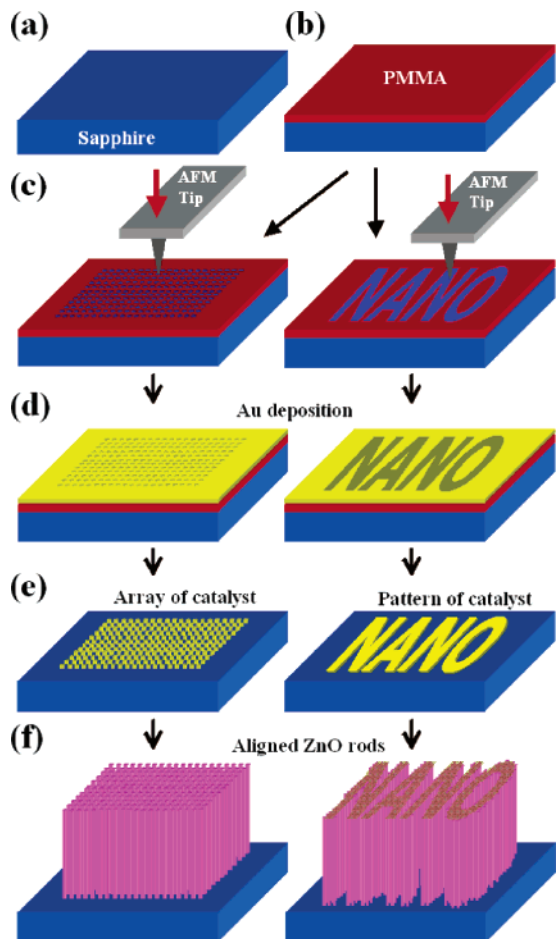 (a)
(b)
PMMA
Sapphire
(c)
AFM
Tip
AFM
Tip
NANO
Au deposition
(d)
NANO
(e)
Array of catalyst
Pattern of catalyst
NANO
(f)
Aligned ZnO rods
NANO